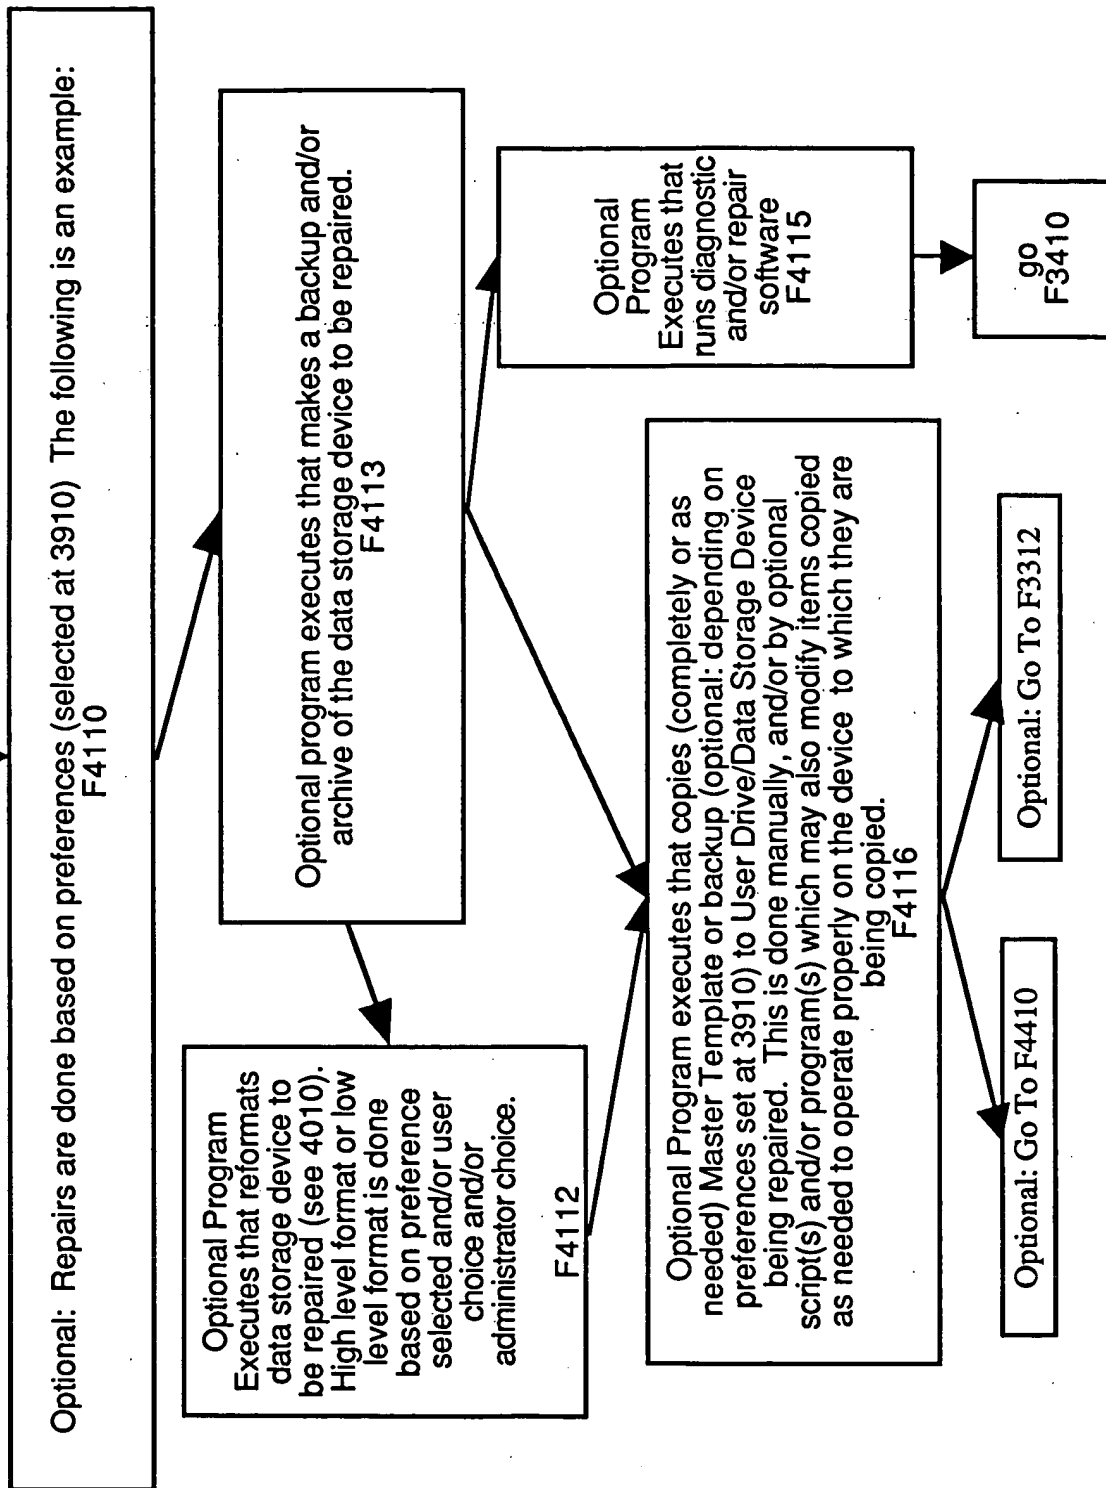 Optional: Repairs are done based on preferences (selected at 3910) The following is an example:
F4110
Optional program executes that makes a backup and/or
archive of the data storage device to be repaired.
F4113
Optional Program
Executes that reformats
data storage device to
be repaired (see 4010).
High level format or low
level format is done
based on preference
selected and/or user
choice and/or
administrator choice.
F4112
Optional
Program
Executes that
runs diagnostic
and/or repair
software
F4115
Optional Program executes that copies (completely or as
needed) Master Template or backup (optional: depending on
preferences set at 3910) to User Drive/Data Storage Device
being repaired. This is done manually, and/or by optional
script(s) and/or program(s) which may also modify items copied
as needed to operate properly on the device to which they are
being copied.
F4116
go
F3410
Optional: Go To F4410
Optional: Go To F3312